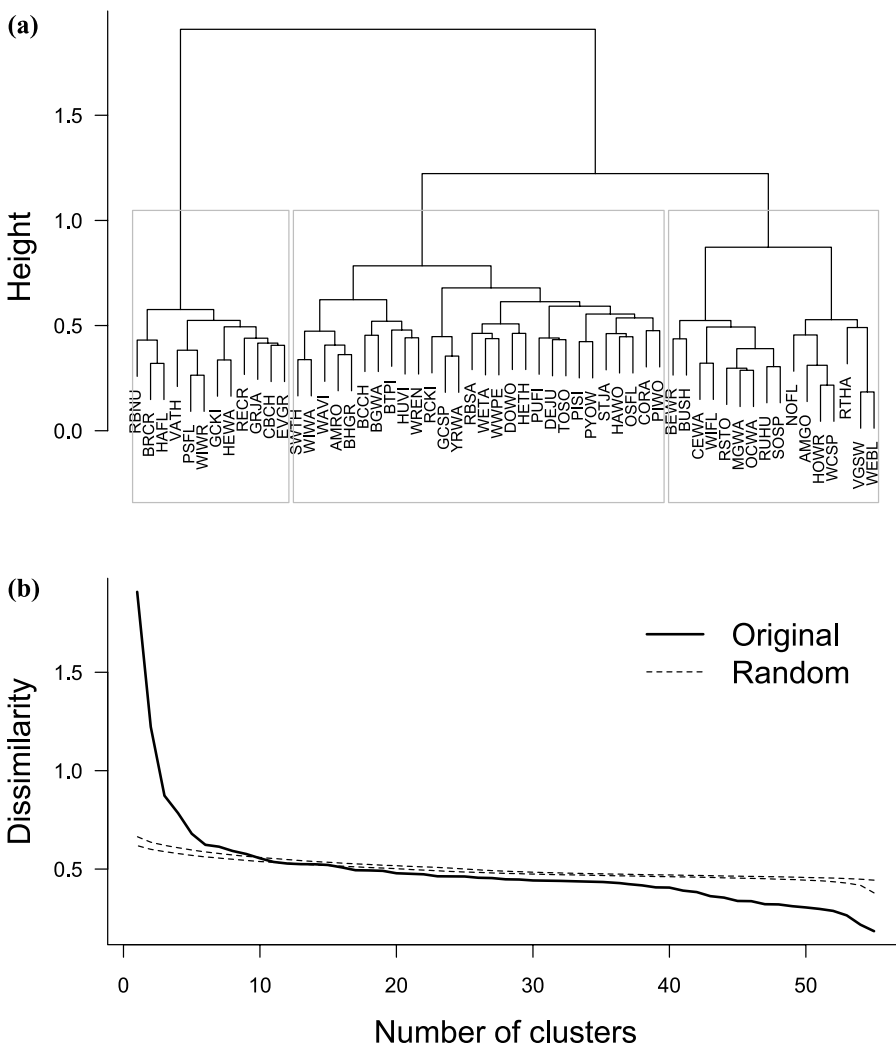 (a)
Height
1.5
1.0
0.5
0.0
RBNU
BRCR
HAFL
VATH
PSFL
WIWR
GCKI
HEWA
RECR
GRJA
CBCH
EVGR
SWTH
WIWA
WAVI
AMRO
BHGR
BCCH
BGWA
BTPI
HUVI
WREN
RCKI
GCSP
YRWA
RBSA
WETA
WWPE
DOWO
HETH
PUFI
DEJU
TOSO
PISI
PYOW
STJA
HAWO
OSFL
CORA
PIWO
BEWR
BUSH
CEWA
WIFL
RSTO
MGWA
OCWA
RUHU
SOSP
NOFL
AMGO
HOWR
WCSP
RTHA
VGSW
WEBL
(b)
Dissimilarity
1.5
1.0
0.5
Original
Random
0 10 20 30 40 50
Number of clusters